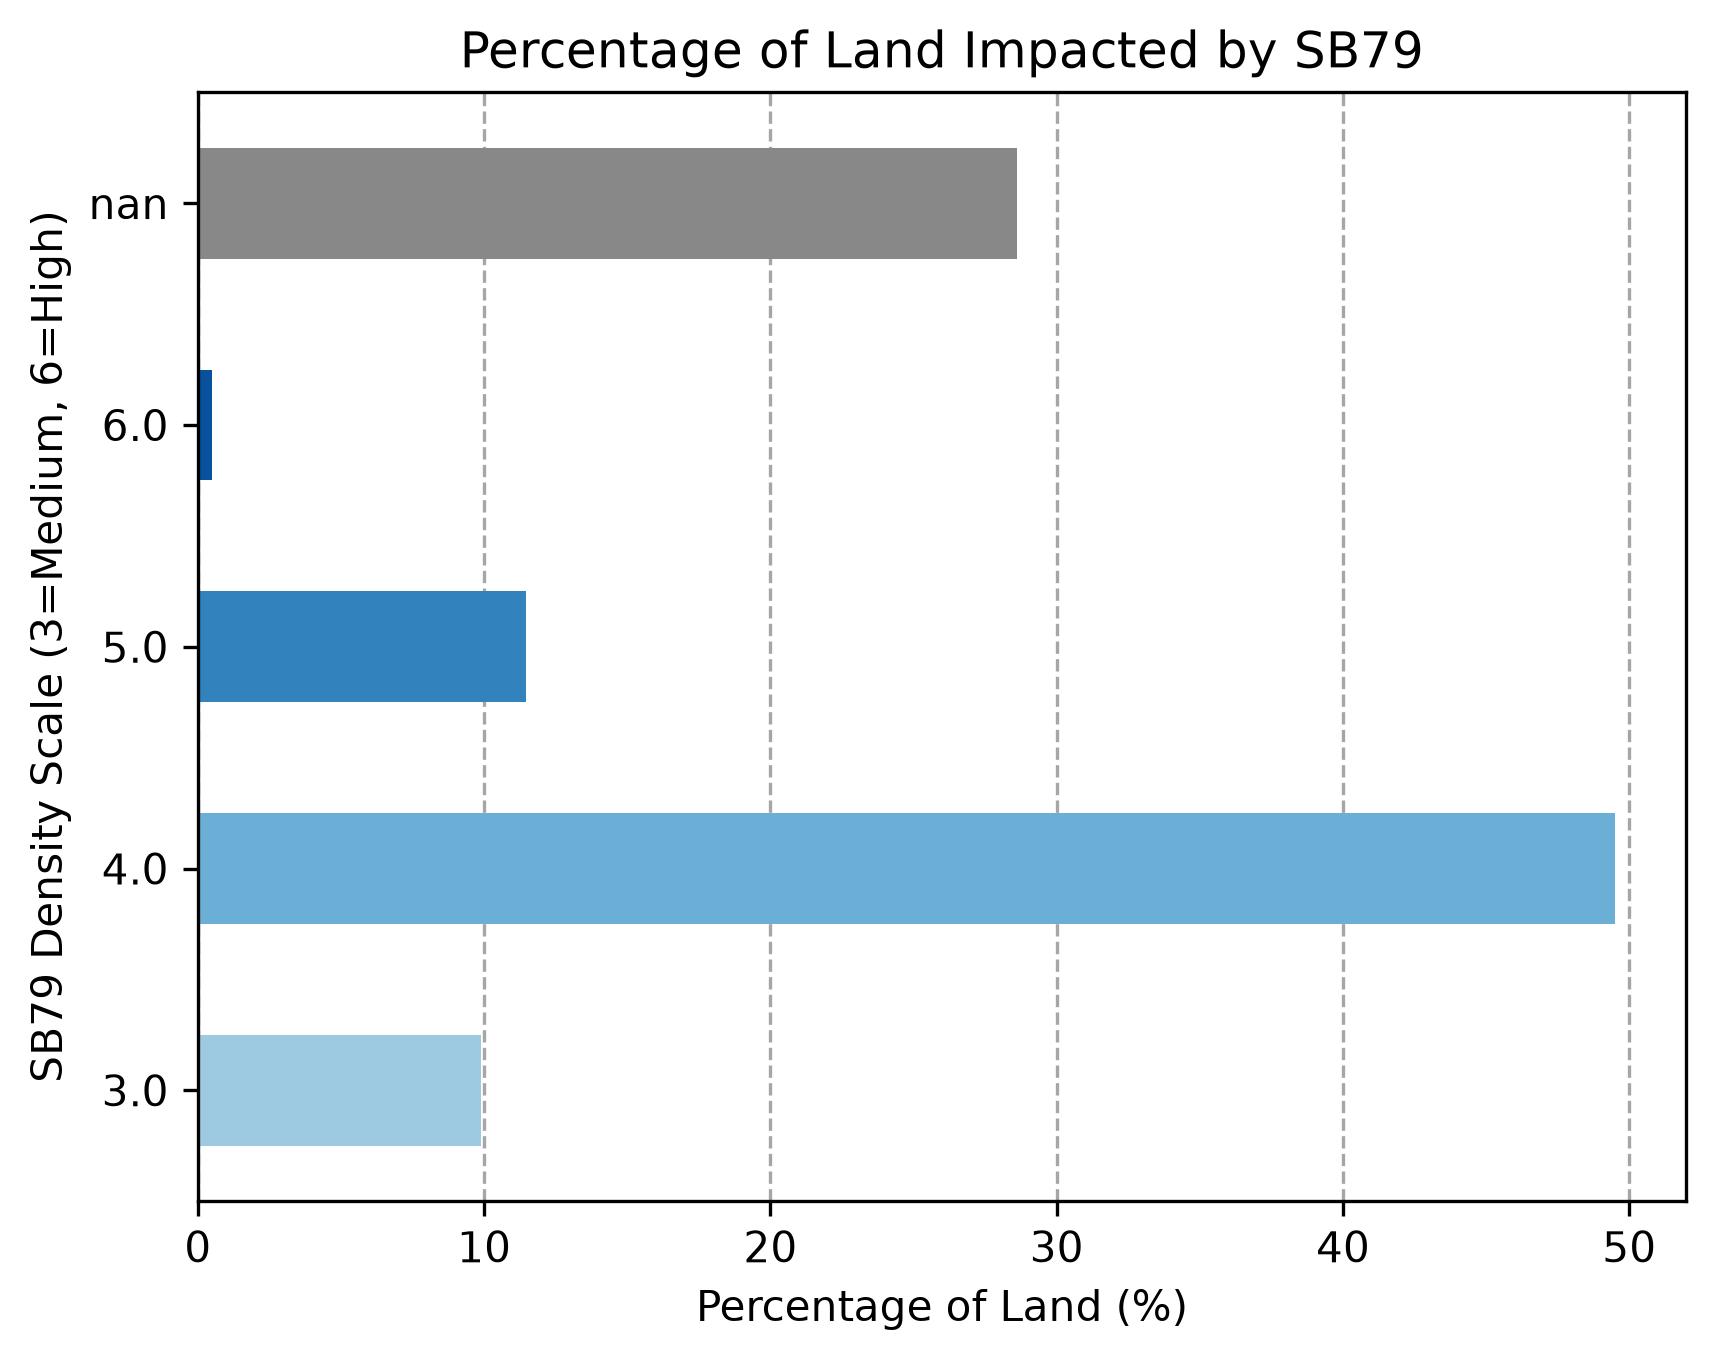 Percentage of Land Impacted by SB79
SB79 Density Scale (3=Medium, 6=High)
nan
6.0
5.0
4.0
3.0
0 10 20 30 40 50
Percentage of Land (%)